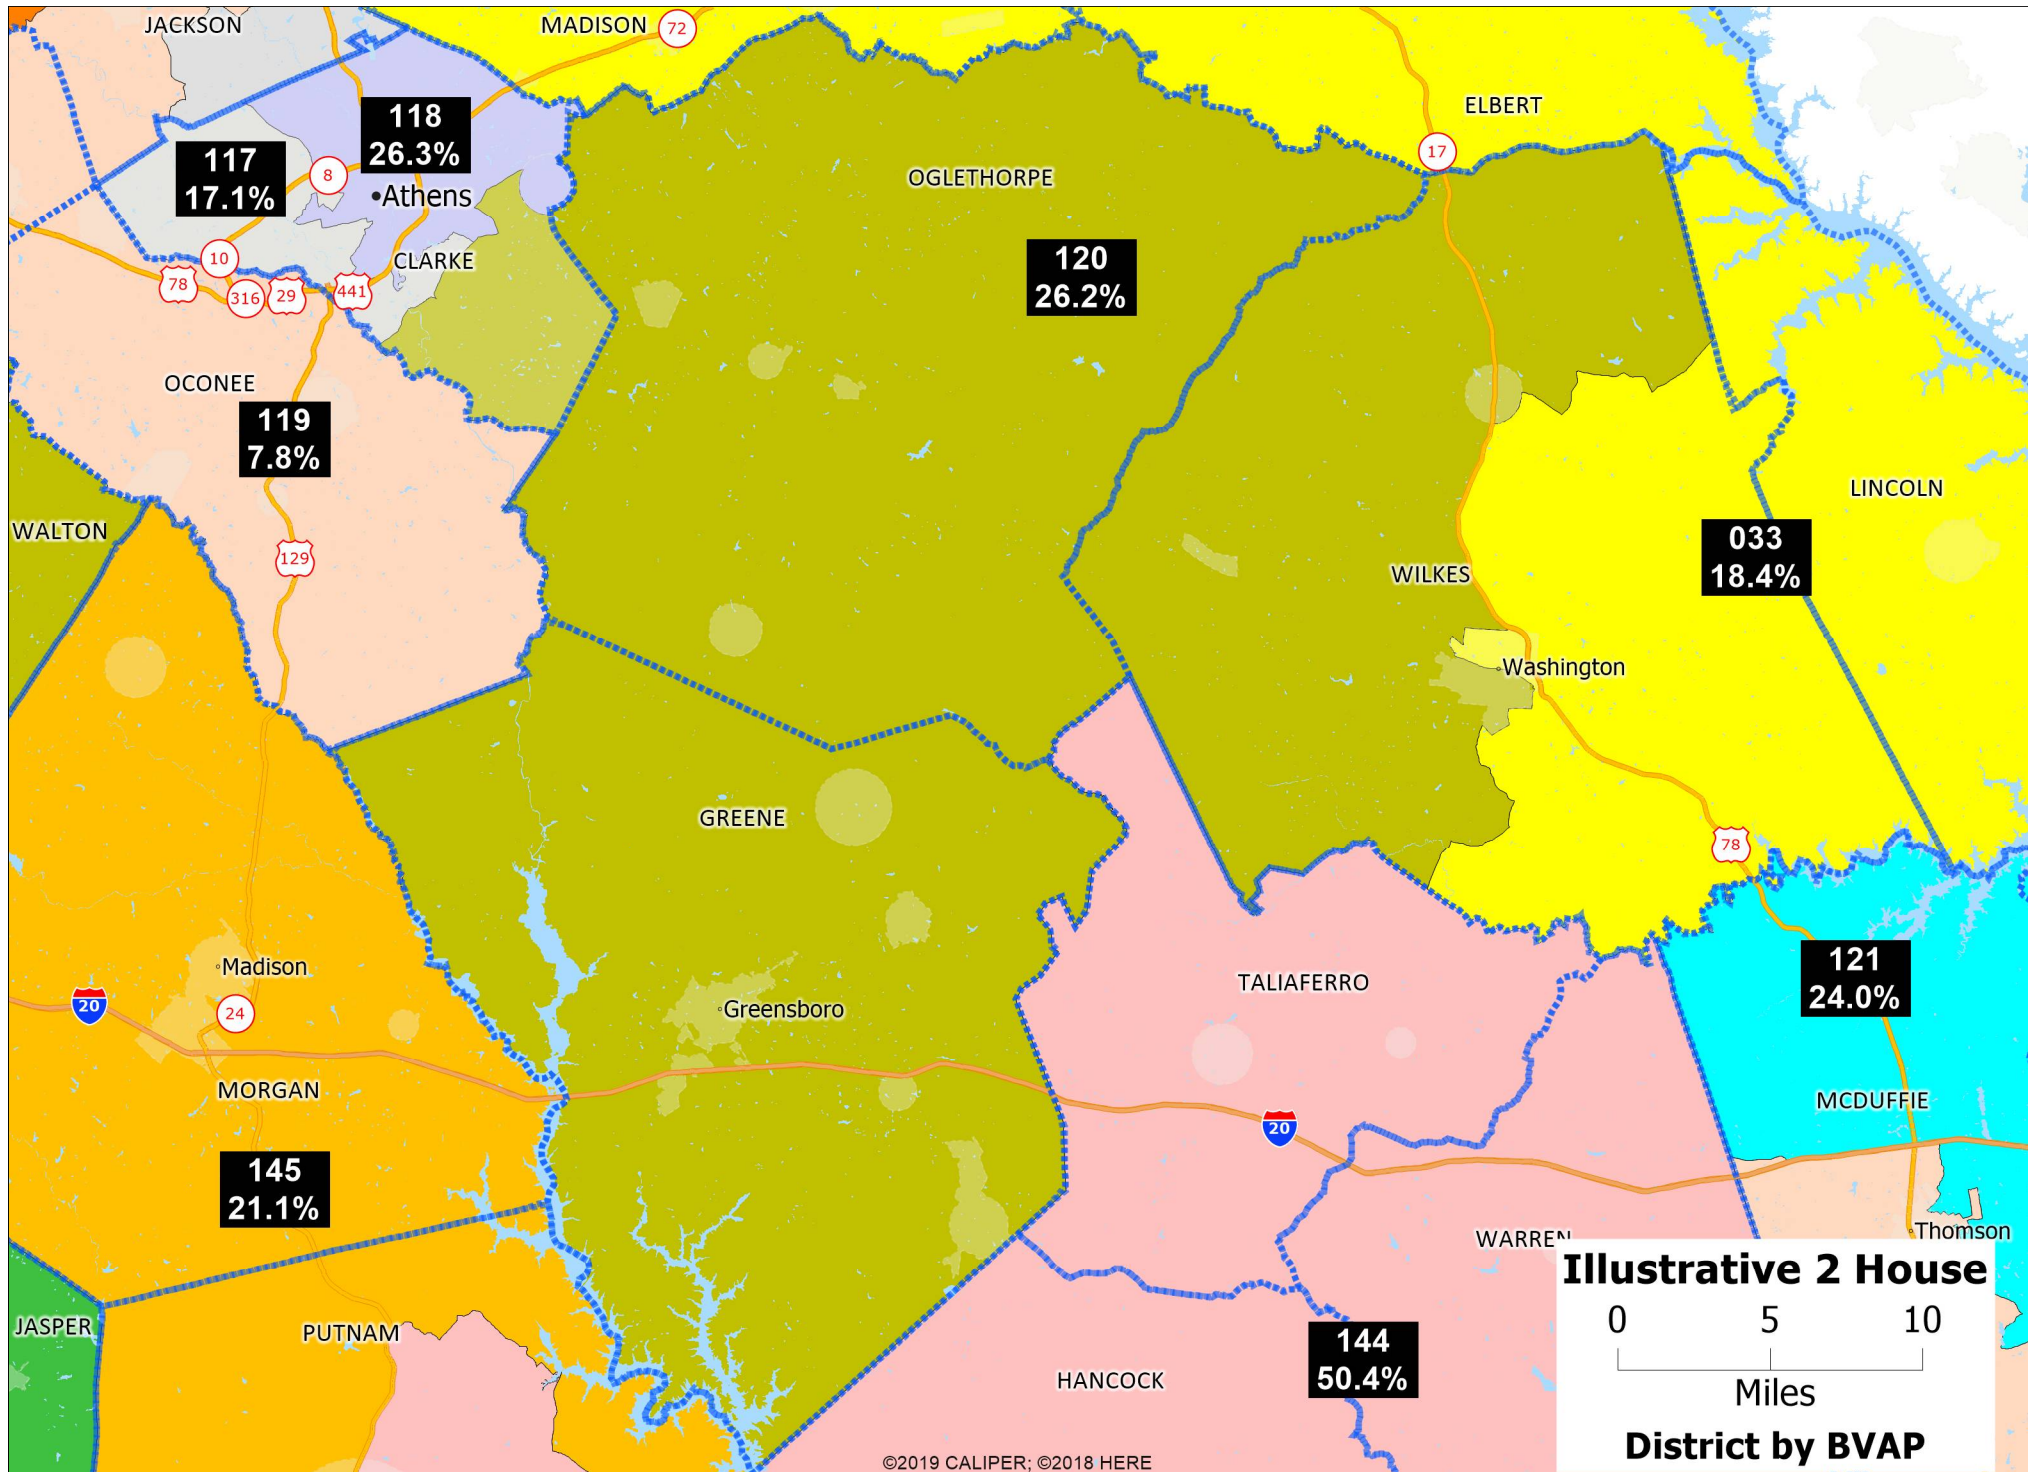 JACKSON
MADISON
72
ELBERT
118
26.3%
117
17.1%
8
Athens
17
OGLETHORPE
10
CLARKE
120
26.2%
78
316
29
441
OCONEE
119
7.8%
LINCOLN
WALTON
033
18.4%
129
WILKES
Washington
GREENE
78
Madison
20
24
Greensboro
TALIAFERRO
121
24.0%
MORGAN
20
MCDUFFIE
145
21.1%
WARREN
Thomson
JASPER
PUTNAM
144
50.4%
HANCOCK
Illustrative 2 House
0 5 10
Miles
District by BVAP
©2019 CALIPER; ©2018 HERE